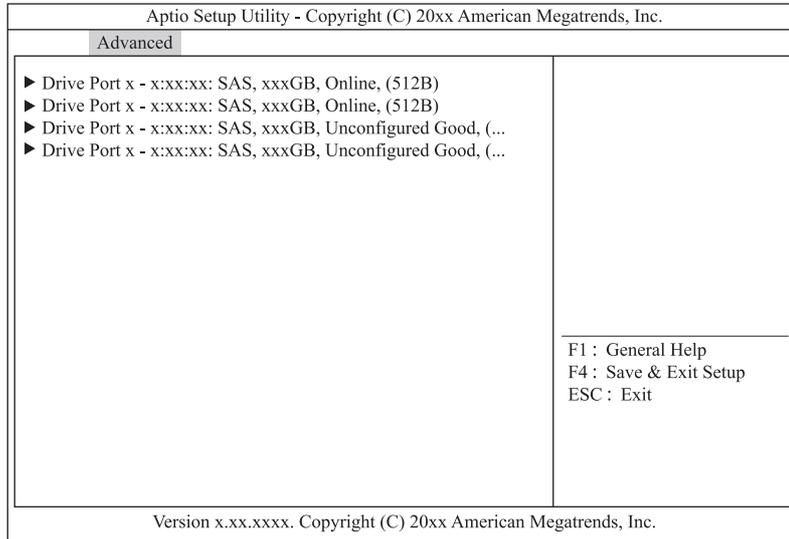 Aptio Setup Utility - Copyright (C) 20xx American Megatrends, Inc.
Advanced
▶ Drive Port x - x:xx:xx: SAS, xxxGB, Online, (512B)
▶ Drive Port x - x:xx:xx: SAS, xxxGB, Online, (512B)
▶ Drive Port x - x:xx:xx: SAS, xxxGB, Unconfigured Good, (...
▶ Drive Port x - x:xx:xx: SAS, xxxGB, Unconfigured Good, (...
F1 : General Help
F4 : Save & Exit Setup
ESC : Exit
Version x.xx.xxxx. Copyright (C) 20xx American Megatrends, Inc.